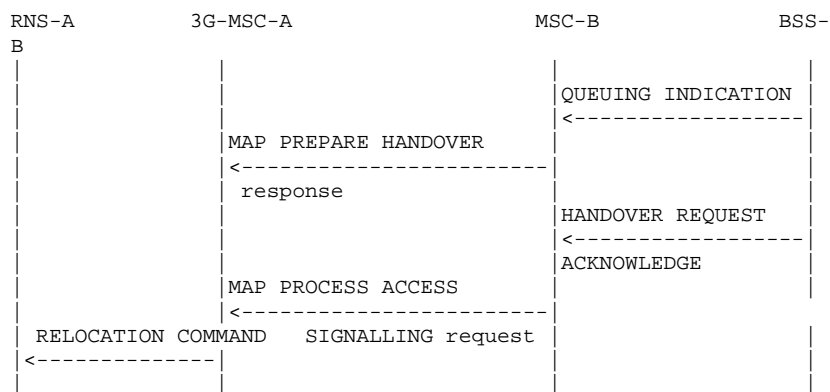 RNS-A 3G-MSC-A MSC-B BSS-
B
QUEUING INDICATION
MAP PREPARE HANDOVER
response
HANDOVER REQUEST
ACKNOWLEDGE
MAP PROCESS ACCESS
RELOCATION COMMAND SIGNALLING request